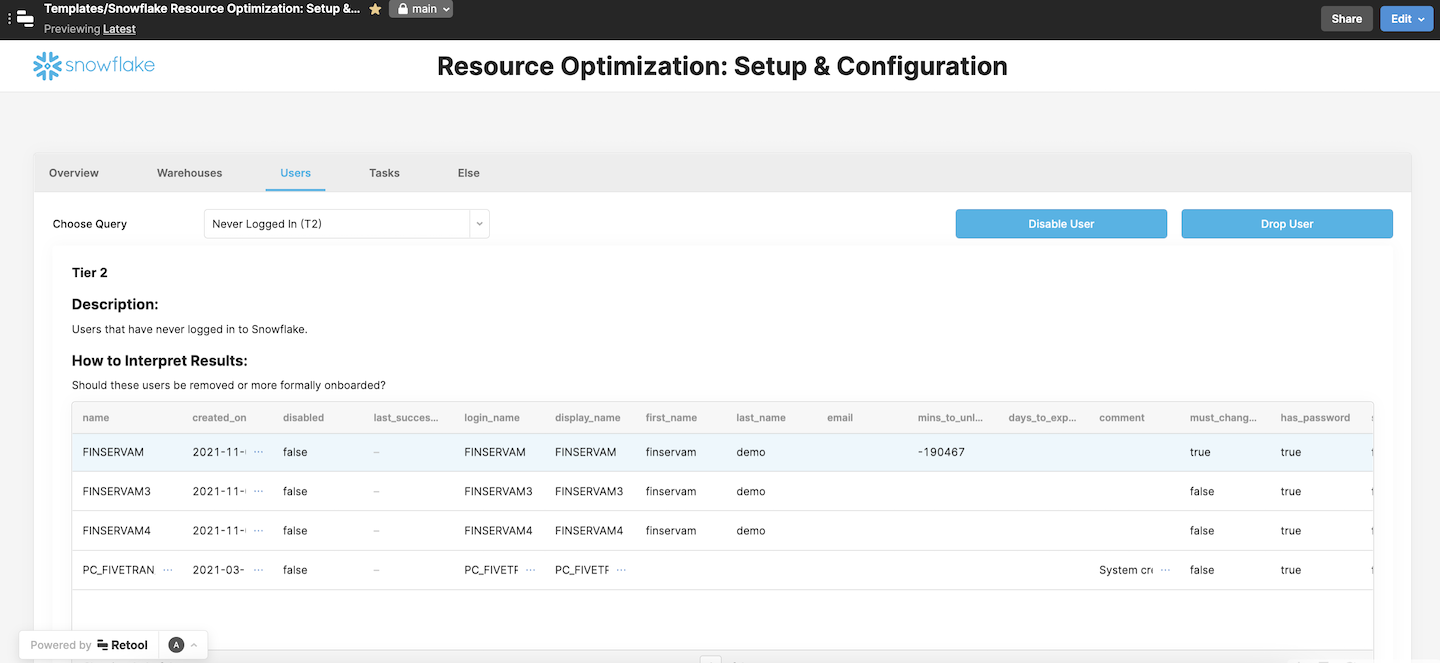 Templates/Snowflake Resource Optimization: Setup &... main
Previewing Latest
Share Edit
snowflake
Resource Optimization: Setup & Configuration
Overview Warehouses Users Tasks Else
Choose Query Never Logged In (T2) Disable User Drop User
Tier 2
Description:
Users that have never logged in to Snowflake.
How to Interpret Results:
Should these users be removed or more formally onboarded?
name created_on disabled last_succes... login_name display_name first_name last_name email mins_to_unl... days_to_exp... comment must_chang... has_password
FINSERVAM 2021-11- ... false – FINSERVAM FINSERVAM finservam demo -190467 true true
FINSERVAM3 2021-11- ... false – FINSERVAM3 FINSERVAM3 finservam demo false true
FINSERVAM4 2021-11- ... false – FINSERVAM4 FINSERVAM4 finservam demo false true
PC_FIVETRAN ... 2021-03- ... false – PC_FIVETF ... PC_FIVETF ... System cre ... false true
Powered by Retool A